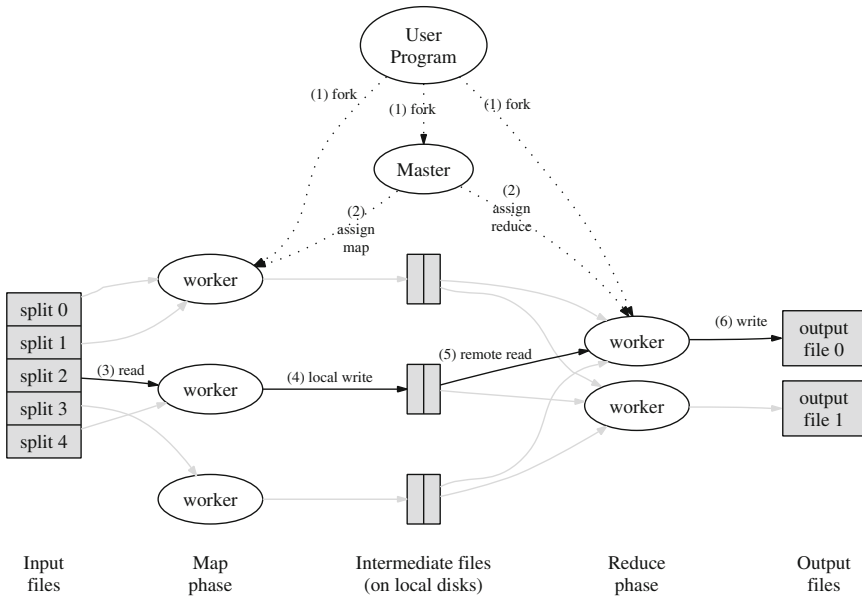 User
Program
(1) fork
(1) fork
(1) fork
Master
(2)
assign
map
(2)
assign
reduce
worker
split 0
split 1
split 2
split 3
split 4
(3) read
worker
(4) local write
(5) remote read
worker
(6) write
output
file 0
worker
output
file 1
worker
Input
files
Map
phase
Intermediate files
(on local disks)
Reduce
phase
Output
files